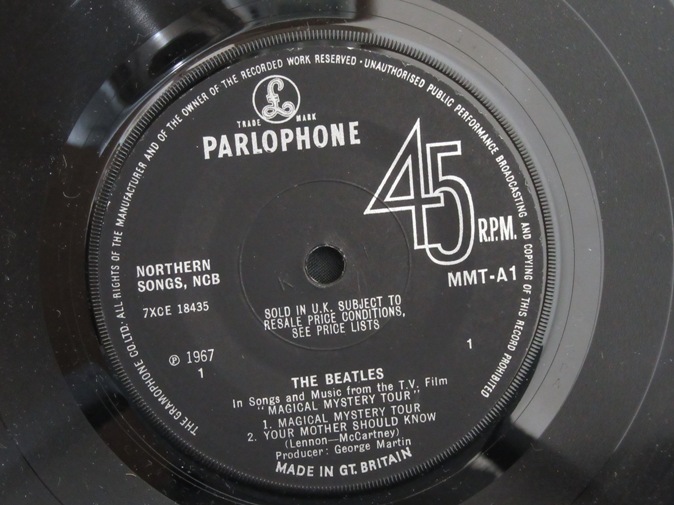 THE GRAMOPHONE CO. LTD. ALL RIGHTS OF THE MANUFACTURER AND OF THE OWNER OF THE RECORDED WORK RESERVED · UNAUTHORISED PUBLIC PERFORMANCE BROADCASTING AND COPYING OF THIS RECORD PROHIBITED
£
TRADE MARK
PARLOPHONE
45 R.P.M.
NORTHERN
SONGS, NCB
MMT-A1
7XCE 18435
SOLD IN U.K. SUBJECT TO
RESALE PRICE CONDITIONS,
SEE PRICE LISTS
℗ 1967
1
1
THE BEATLES
In Songs and Music from the T.V. Film
"MAGICAL MYSTERY TOUR"
1. MAGICAL MYSTERY TOUR
2. YOUR MOTHER SHOULD KNOW
(Lennon—McCartney)
Producer: George Martin
MADE IN GT. BRITAIN